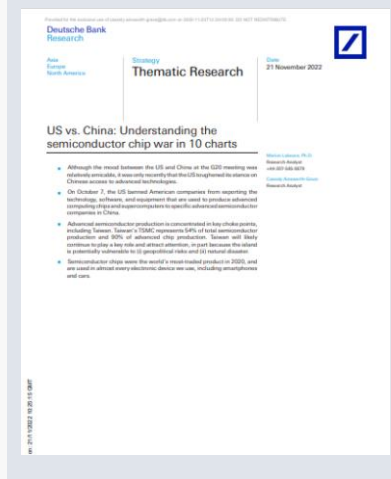 Deutsche Bank
Research
Asia
Europe
North America
Strategy
Thematic Research
Date
21 November 2022
US vs. China: Understanding the
semiconductor chip war in 10 charts
Research Analyst
Research Analyst
Although the mood between the US and China at the G20 meeting was
relatively amicable, it was only recently that the US toughened its stance on
Chinese access to advanced technologies.
On October 7, the US banned American companies from exporting the
technology, software, and equipment that are used to produce advanced
computing chips and supercomputers to specific advanced semiconductor
companies in China.
Advanced semiconductor production is concentrated in key choke points,
including Taiwan. Taiwan's TSMC represents 54% of total semiconductor
production and 90% of advanced chip production. Taiwan will likely
continue to play a key role and attract attention, in part because the island
is potentially vulnerable to (i) geopolitical risks and (ii) natural disaster.
Semiconductor chips were the world's most-traded product in 2020, and
are used in almost every electronic device we use, including smartphones
and cars.